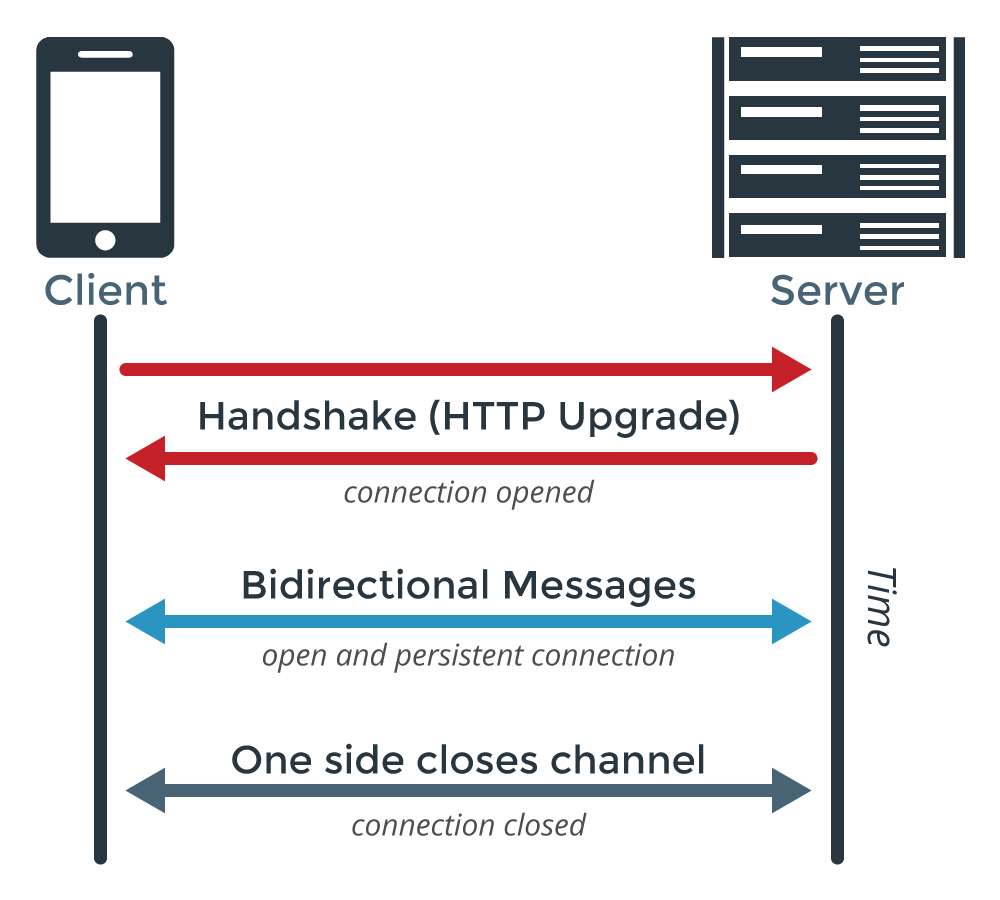 Client
Server
Handshake (HTTP Upgrade)
connection opened
Bidirectional Messages
open and persistent connection
Time
One side closes channel
connection closed